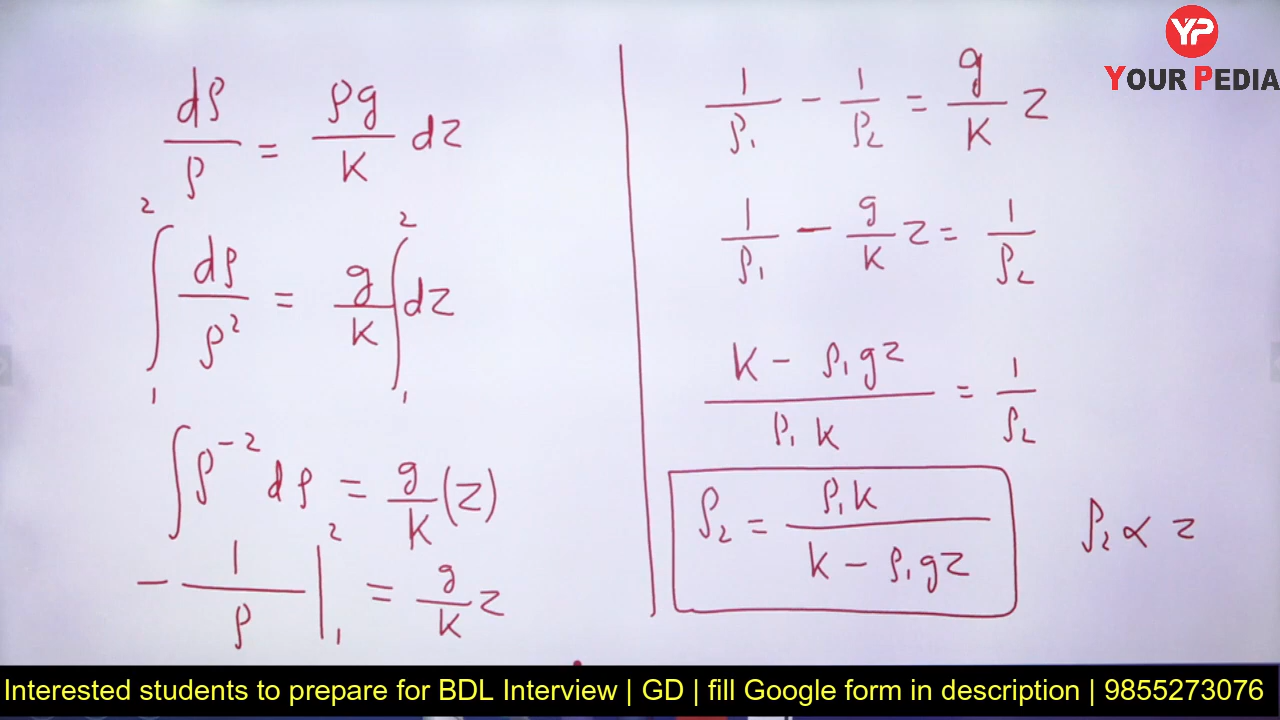 YP
YOUR PEDIA
dρ/ρ = ρg/K dz
∫₁² dρ/ρ² = g/K ∫₁² dz
∫ρ⁻² dρ = g/K (z)
- 1/ρ |₁² = g/K z
1/ρ₁ - 1/ρ₂ = g/K z
1/ρ₁ - g/K z = 1/ρ₂
K - ρ₁gz / ρ₁K = 1/ρ₂
ρ₂ = ρ₁K / K - ρ₁gz
ρ₂ ∝ z
Interested students to prepare for BDL Interview | GD | fill Google form in description | 9855273076